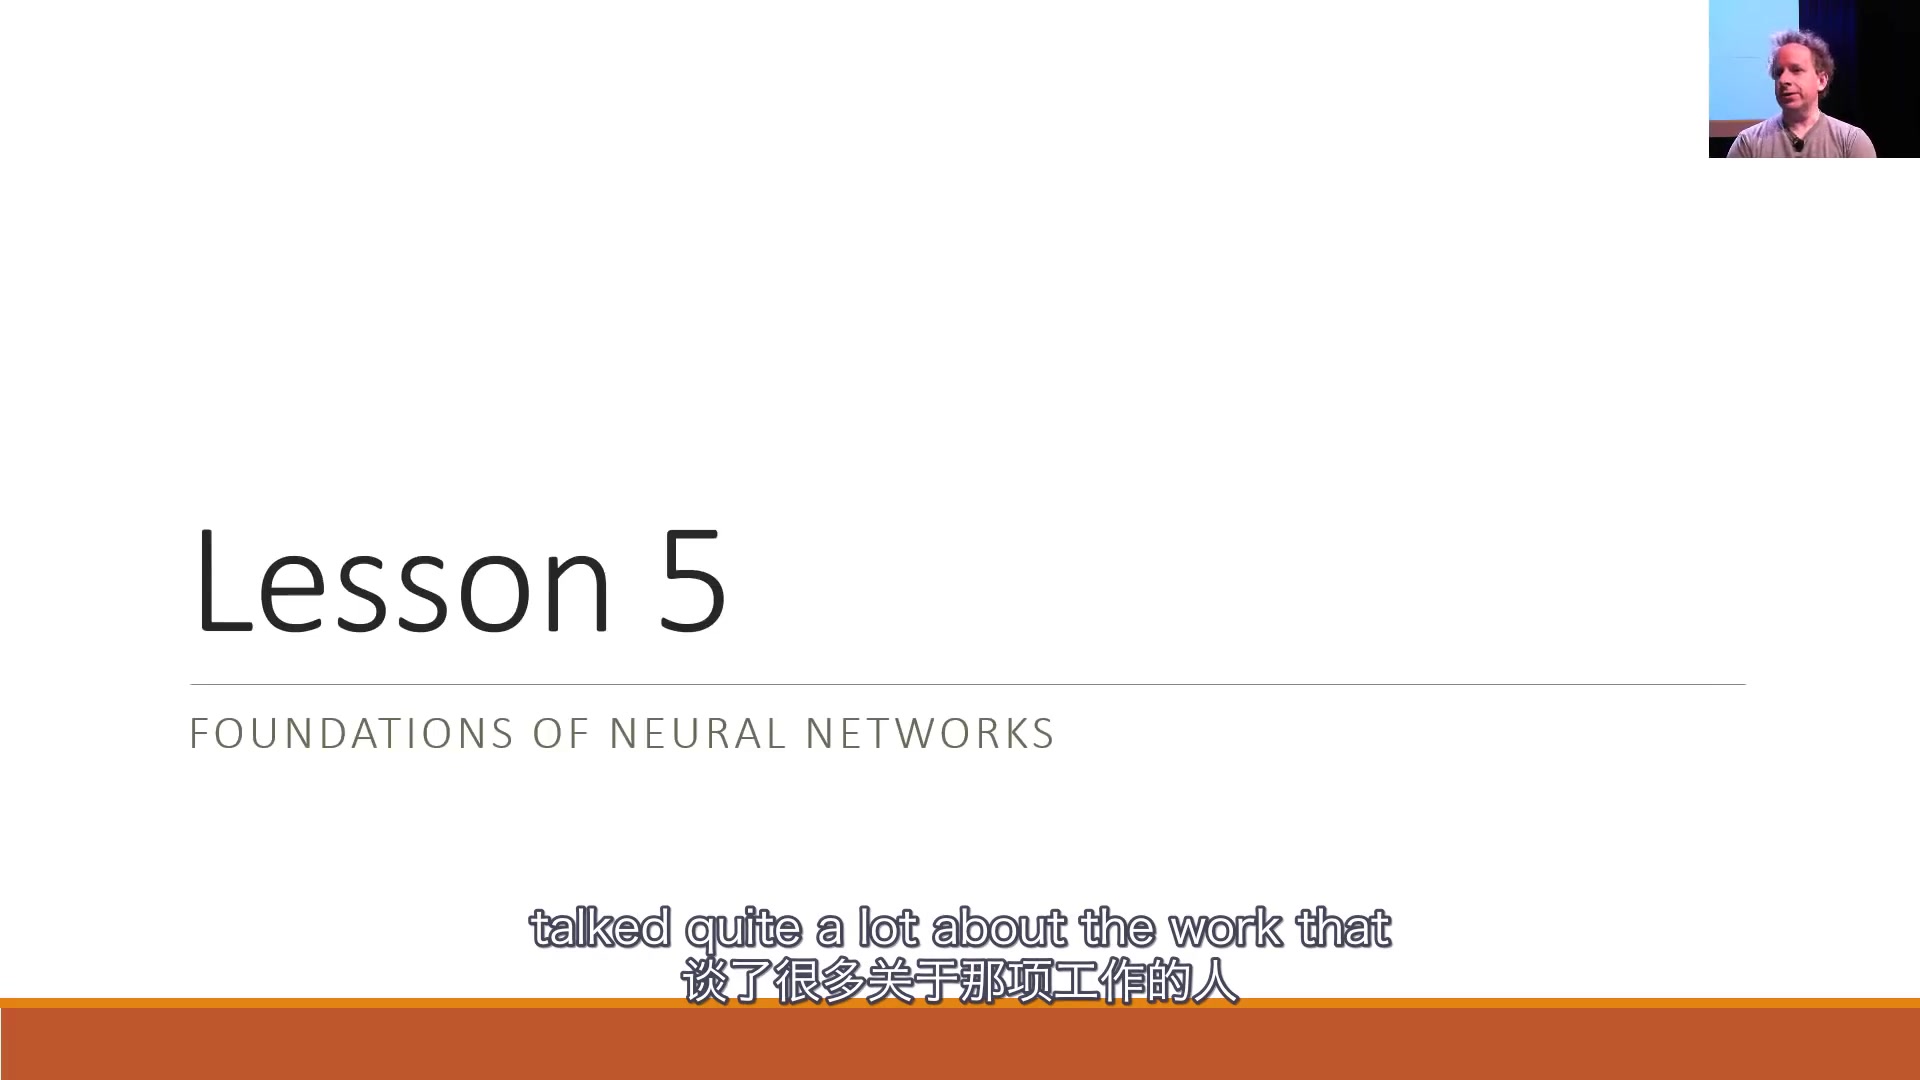 Lesson 5
FOUNDATIONS OF NEURAL NETWORKS
talked quite a lot about the work that
谈了很多关于那项工作的人